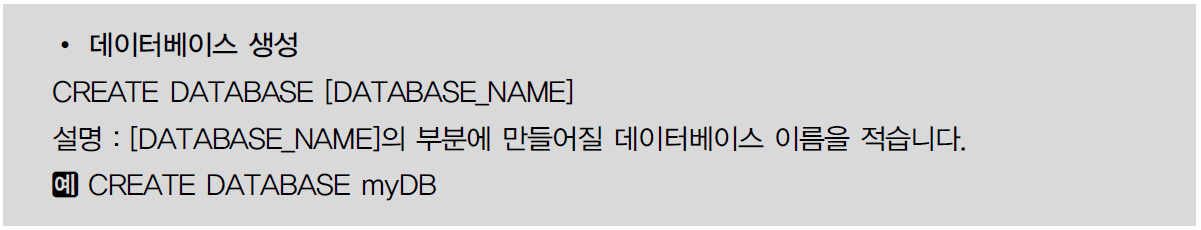 • 데이터베이스 생성
CREATE DATABASE [DATABASE_NAME]
설명 : [DATABASE_NAME]의 부분에 만들어질 데이터베이스 이름을 적습니다.
예 CREATE DATABASE myDB